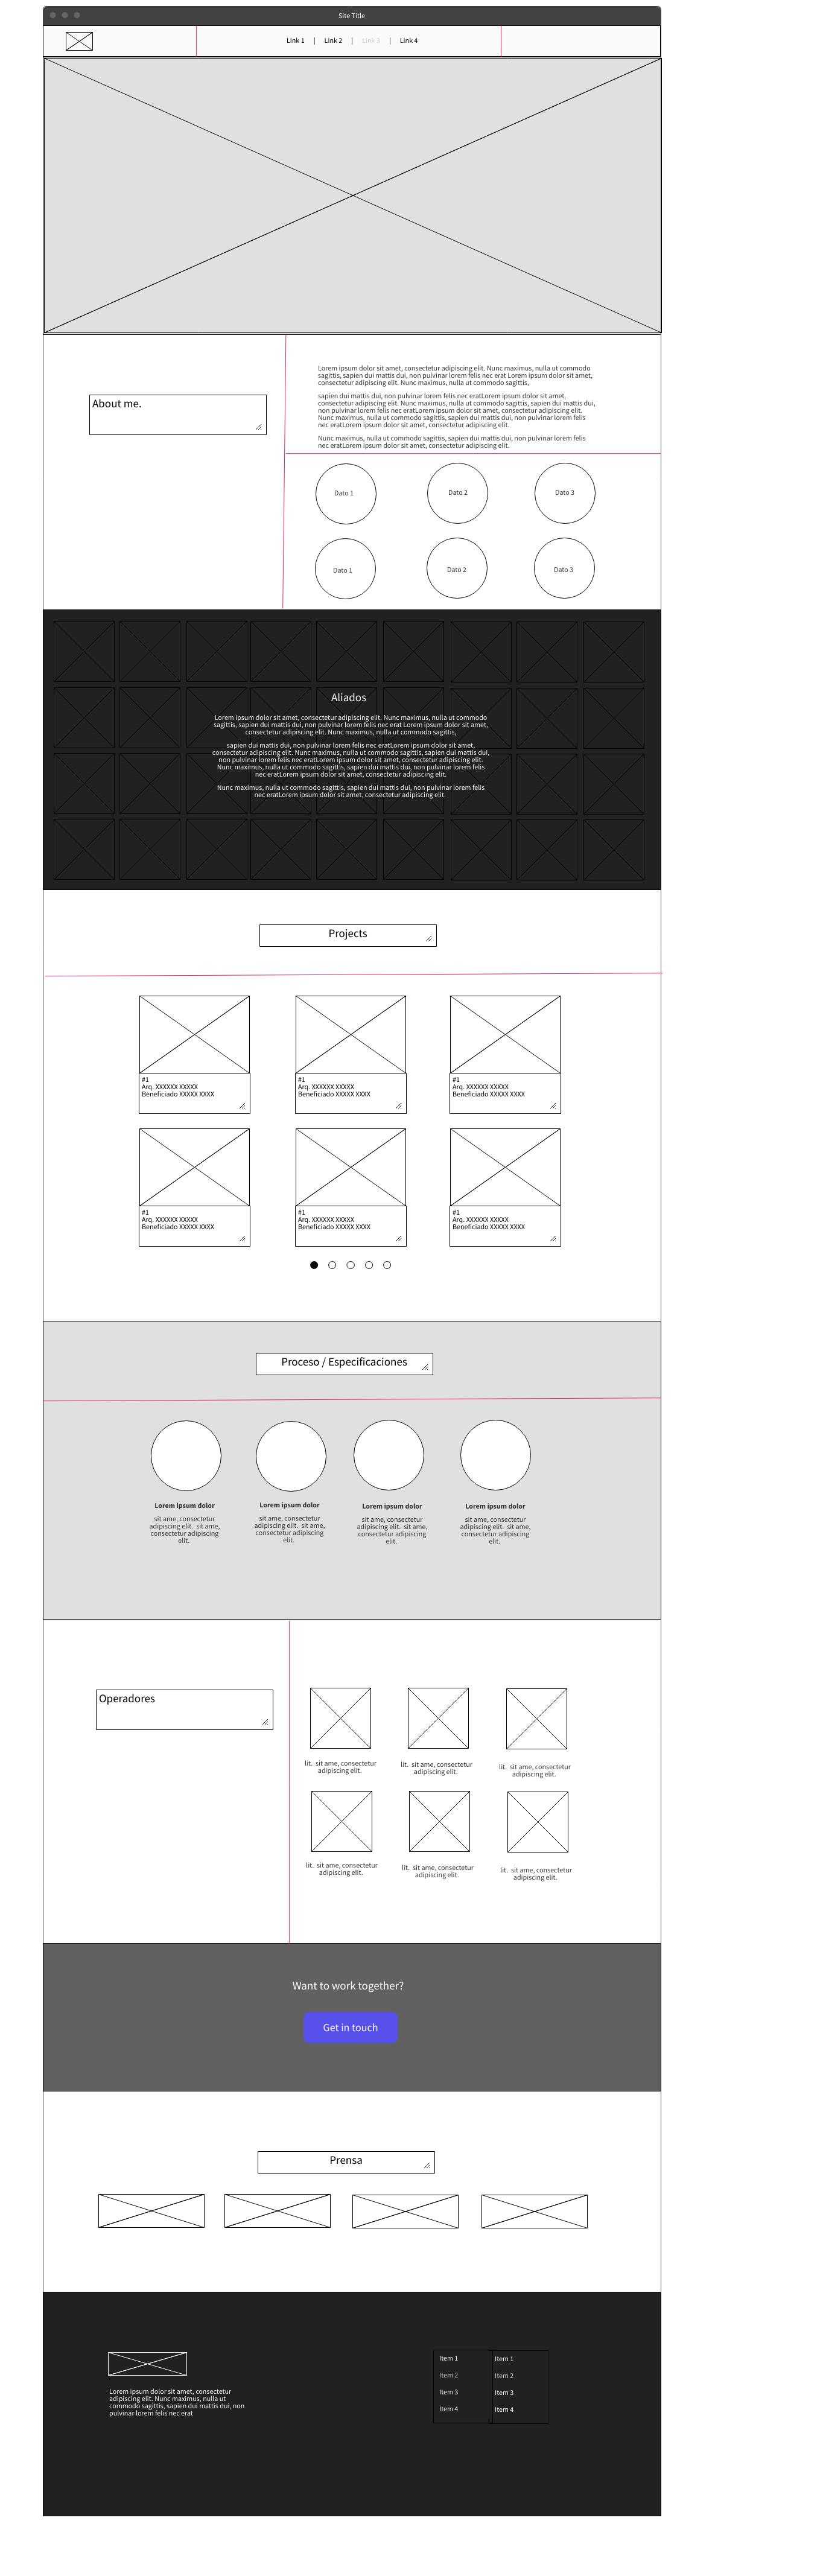 Site Title
Link 1 | Link 2 | Link 3 | Link 4
Lorem ipsum dolor sit amet, consectetur adipiscing elit. Nunc maximus, nulla ut commodo
sagittis, sapien dui mattis dui, non pulvinar lorem felis nec erat Lorem ipsum dolor sit amet,
consectetur adipiscing elit. Nunc maximus, nulla ut commodo sagittis,
sapien dui mattis dui, non pulvinar lorem felis nec eratLorem ipsum dolor sit amet,
consectetur adipiscing elit. Nunc maximus, nulla ut commodo sagittis, sapien dui mattis dui,
non pulvinar lorem felis nec eratLorem ipsum dolor sit amet, consectetur adipiscing elit.
Nunc maximus, nulla ut commodo sagittis, sapien dui mattis dui, non pulvinar lorem felis
nec eratLorem ipsum dolor sit amet, consectetur adipiscing elit.
Nunc maximus, nulla ut commodo sagittis, sapien dui mattis dui, non pulvinar lorem felis
nec eratLorem ipsum dolor sit amet, consectetur adipiscing elit.
About me.
Dato 1
Dato 2
Dato 3
Dato 1
Dato 2
Dato 3
Aliados
Lorem ipsum dolor sit amet, consectetur adipiscing elit. Nunc maximus, nulla ut commodo
sagittis, sapien dui mattis dui, non pulvinar lorem felis nec erat Lorem ipsum dolor sit amet,
consectetur adipiscing elit. Nunc maximus, nulla ut commodo sagittis,
sapien dui mattis dui, non pulvinar lorem felis nec eratLorem ipsum dolor sit amet,
consectetur adipiscing elit. Nunc maximus, nulla ut commodo sagittis, sapien dui mattis dui,
non pulvinar lorem felis nec eratLorem ipsum dolor sit amet, consectetur adipiscing elit.
Nunc maximus, nulla ut commodo sagittis, sapien dui mattis dui, non pulvinar lorem felis
nec eratLorem ipsum dolor sit amet, consectetur adipiscing elit.
Nunc maximus, nulla ut commodo sagittis, sapien dui mattis dui, non pulvinar lorem felis
nec eratLorem ipsum dolor sit amet, consectetur adipiscing elit.
Projects
#1
Arq. XXXXXX XXXXX
Beneficiado XXXXX XXXX
#1
Arq. XXXXXX XXXXX
Beneficiado XXXXX XXXX
#1
Arq. XXXXXX XXXXX
Beneficiado XXXXX XXXX
#1
Arq. XXXXXX XXXXX
Beneficiado XXXXX XXXX
#1
Arq. XXXXXX XXXXX
Beneficiado XXXXX XXXX
#1
Arq. XXXXXX XXXXX
Beneficiado XXXXX XXXX
Proceso / Especificaciones
Lorem ipsum dolor
sit ame, consectetur
adipiscing elit. sit ame,
consectetur adipiscing
elit.
Lorem ipsum dolor
sit ame, consectetur
adipiscing elit. sit ame,
consectetur adipiscing
elit.
Lorem ipsum dolor
sit ame, consectetur
adipiscing elit. sit ame,
consectetur adipiscing
elit.
Lorem ipsum dolor
sit ame, consectetur
adipiscing elit. sit ame,
consectetur adipiscing
elit.
Operadores
lit. sit ame, consectetur
adipiscing elit.
lit. sit ame, consectetur
adipiscing elit.
lit. sit ame, consectetur
adipiscing elit.
lit. sit ame, consectetur
adipiscing elit.
lit. sit ame, consectetur
adipiscing elit.
lit. sit ame, consectetur
adipiscing elit.
Want to work together?
Get in touch
Prensa
Lorem ipsum dolor sit amet, consectetur
adipiscing elit. Nunc maximus, nulla ut
commodo sagittis, sapien dui mattis dui, non
pulvinar lorem felis nec erat
Item 1
Item 2
Item 3
Item 4
Item 1
Item 2
Item 3
Item 4